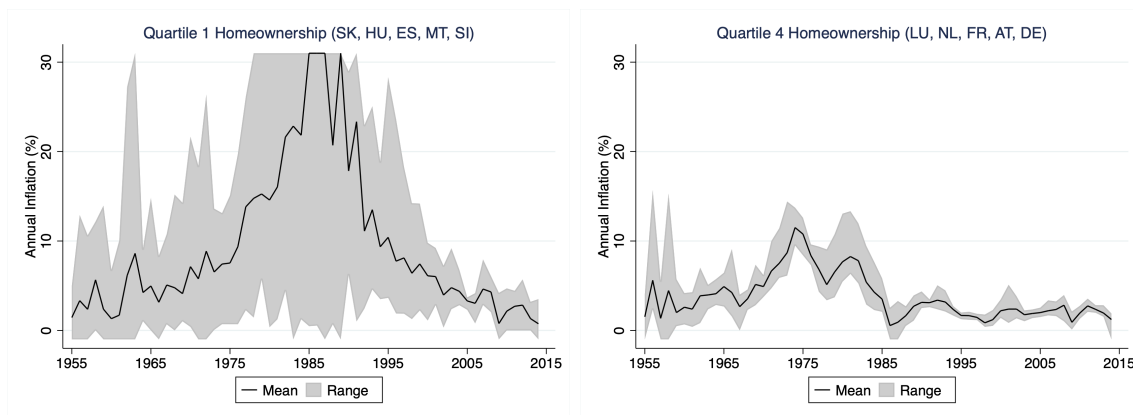 Quartile 1 Homeownership (SK, HU, ES, MT, SI)
Annual Inflation (%)
30
20
10
0
1955 1965 1975 1985 1995 2005 2015
Mean Range
Quartile 4 Homeownership (LU, NL, FR, AT, DE)
Annual Inflation (%)
30
20
10
0
1955 1965 1975 1985 1995 2005 2015
Mean Range